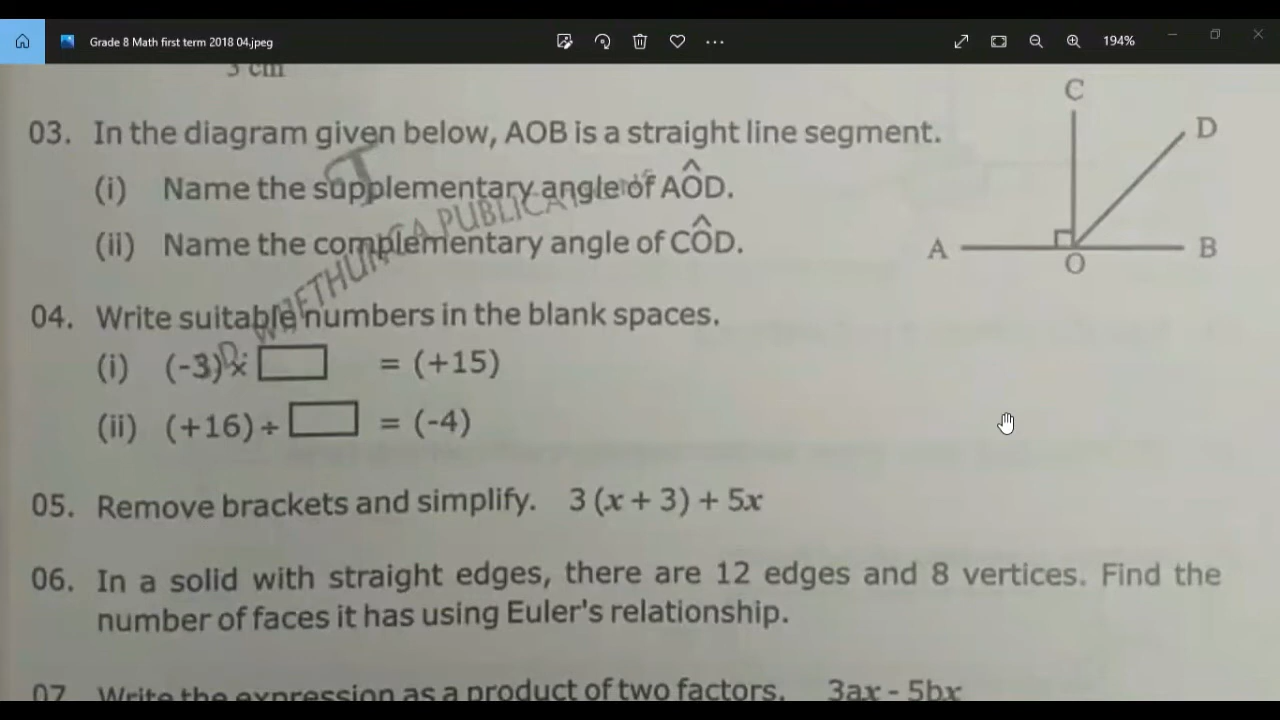 Grade 8 Math first term 2018 04.jpeg
194%
3 cm
03. In the diagram given below, AOB is a straight line segment.
(i) Name the supplementary angle of AÔD.
(ii) Name the complementary angle of CÔD.
C
D
A
B
O
04. Write suitable numbers in the blank spaces.
(i) (-3) × = (+15)
(ii) (+16) ÷ = (-4)
05. Remove brackets and simplify. 3 (x + 3) + 5x
06. In a solid with straight edges, there are 12 edges and 8 vertices. Find the
number of faces it has using Euler's relationship.
07. Write the expression as a product of two factors. 3ax - 5bx